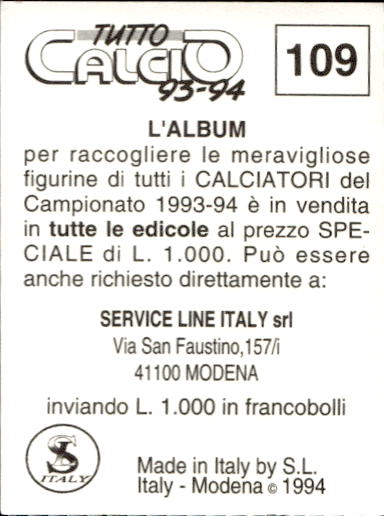 TUTTO
CALCIO
93-94
109
L'ALBUM
per raccogliere le meravigliose
figurine di tutti i CALCIATORI del
Campionato 1993-94 è in vendita
in tutte le edicole al prezzo SPE-
CIALE di L. 1.000. Può essere
anche richiesto direttamente a:
SERVICE LINE ITALY srl
Via San Faustino,157/i
41100 MODENA
inviando L. 1.000 in francobolli
SL
ITALY
Made in Italy by S.L.
Italy - Modena © 1994